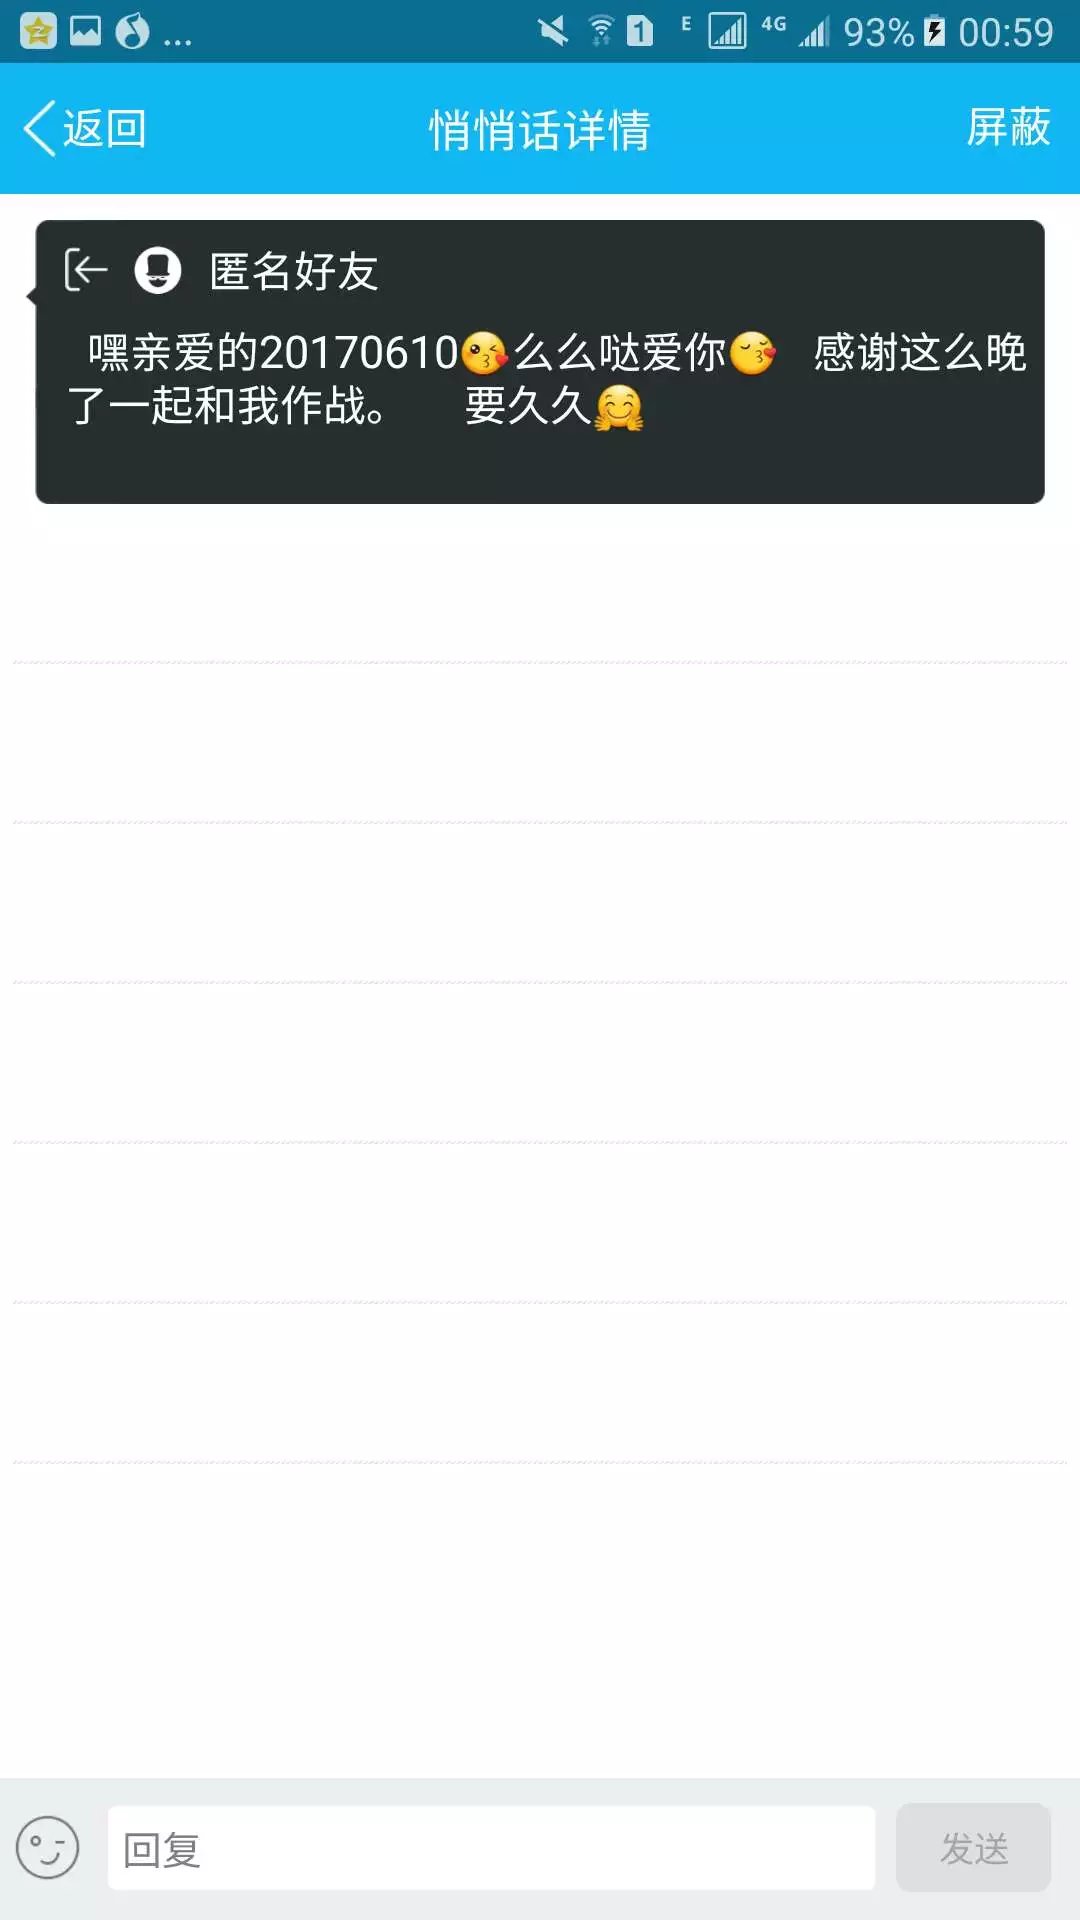 1 E 4G 93% 00:59
返回 悄悄话详情 屏蔽
匿名好友
嘿亲爱的20170610😘么么哒爱你😚 感谢这么晚
了一起和我作战。 要久久🤗
回复 发送